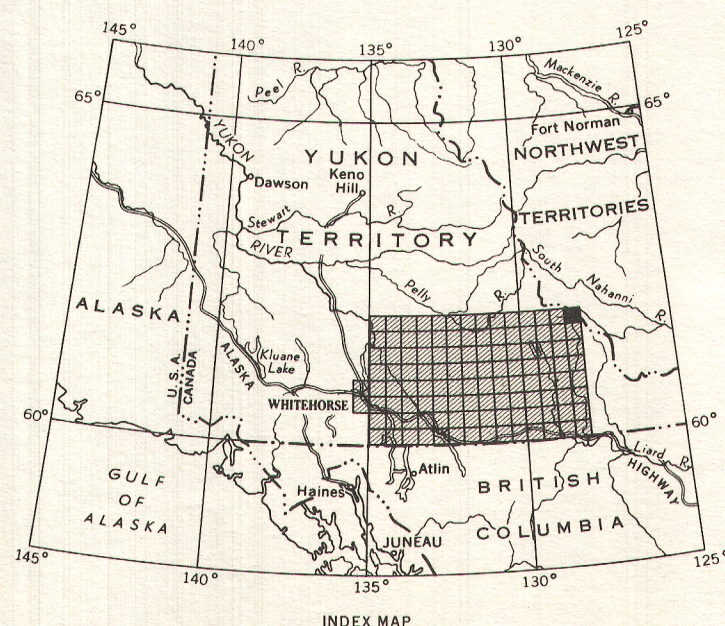 145°
140°
135°
130°
125°
Mackenzie R.
Peel R.
65°
65°
Fort Norman
YUKON
YUKON
NORTHWEST
Keno
Hill
Dawson
TERRITORIES
Stewart R.
TERRITORY
RIVER
South Nahanni R.
Pelly R.
ALASKA
Kluane
Lake
ALASKA
U.S.A.
CANADA
WHITEHORSE
60°
60°
Liard R.
HIGHWAY
Atlin
BRITISH
GULF
OF
ALASKA
Haines
COLUMBIA
JUNEAU
145°
140°
135°
130°
125°
INDEX MAP